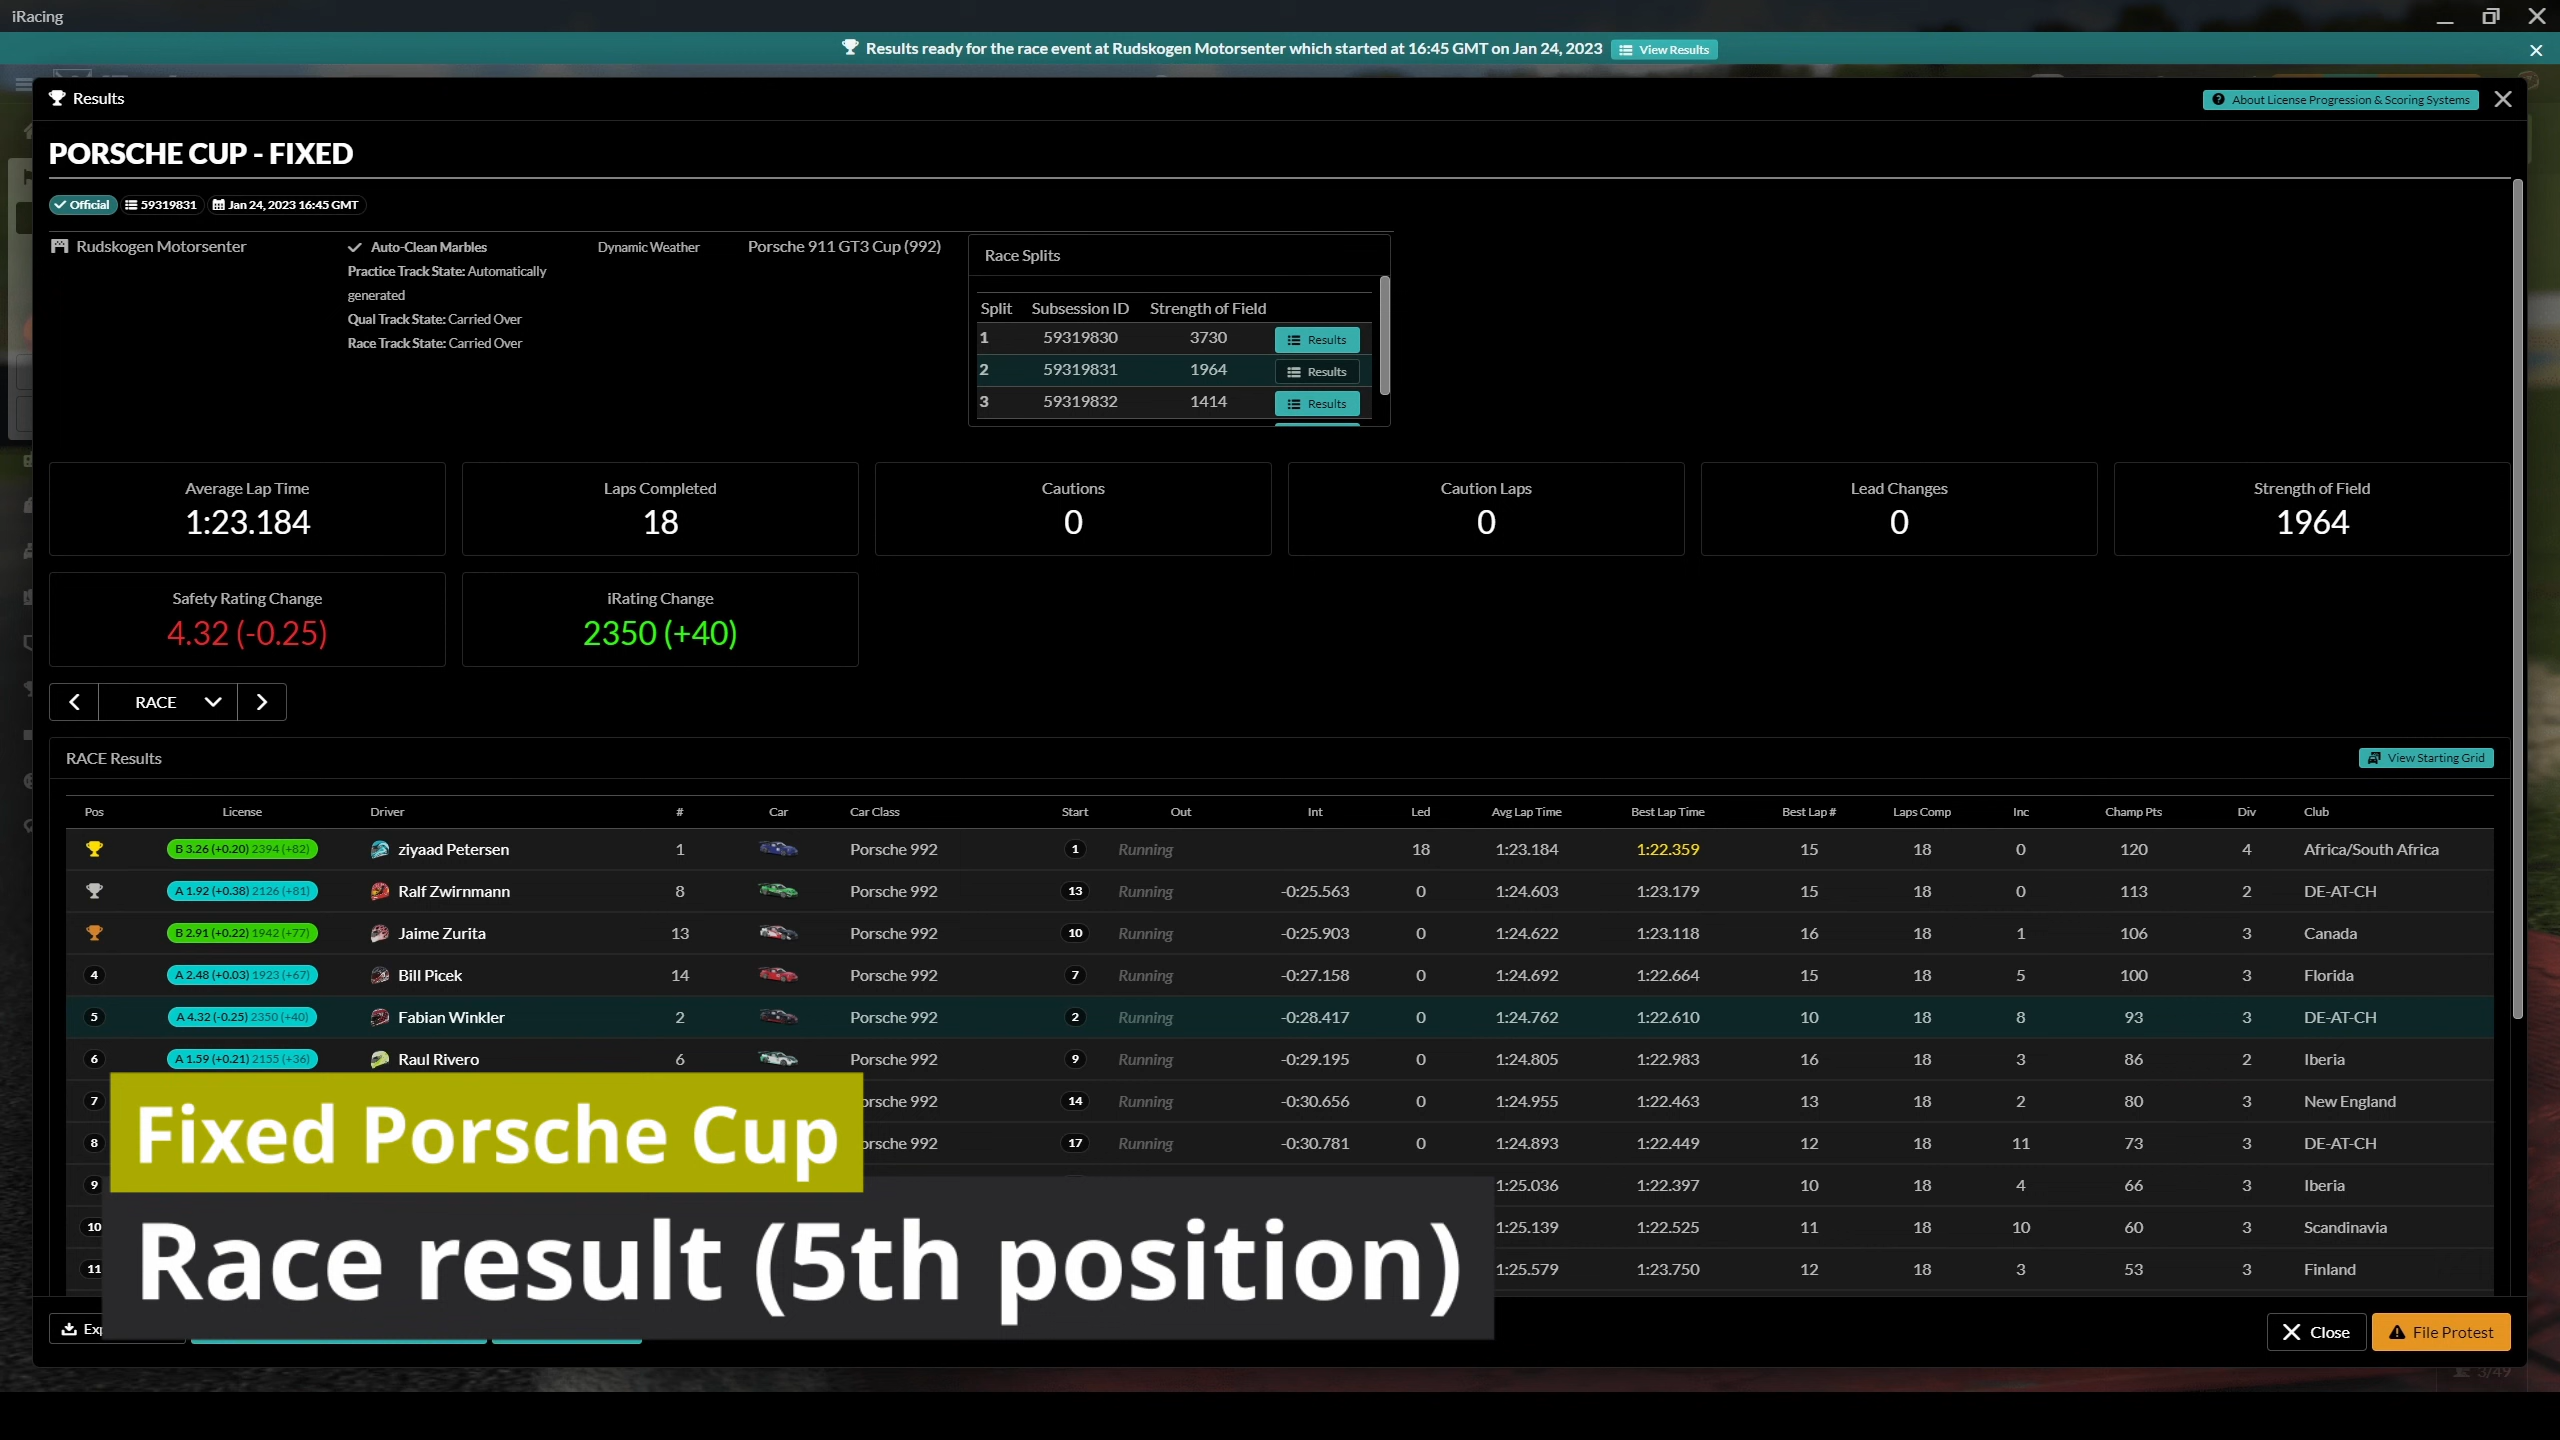 iRacing
Results ready for the race event at Rudskogen Motorsenter which started at 16:45 GMT on Jan 24, 2023 View Results
Results
About License Progression & Scoring Systems
PORSCHE CUP - FIXED
Official 59319831 Jan 24, 2023 16:45 GMT
Rudskogen Motorsenter
Auto-Clean Marbles
Practice Track State: Automatically
generated
Qual Track State: Carried Over
Race Track State: Carried Over
Dynamic Weather
Porsche 911 GT3 Cup (992)
Race Splits
Split Subsession ID Strength of Field
1 59319830 3730 Results
2 59319831 1964 Results
3 59319832 1414 Results
Average Lap Time
1:23.184
Laps Completed
18
Cautions
0
Caution Laps
0
Lead Changes
0
Strength of Field
1964
Safety Rating Change
4.32 (-0.25)
iRating Change
2350 (+40)
RACE
RACE Results
View Starting Grid
Pos License Driver # Car Car Class Start Out Int Led Avg Lap Time Best Lap Time Best Lap # Laps Comp Inc Champ Pts Div Club
B 3.26 (+0.20) 2394 (+82) ziyaad Petersen 1 Porsche 992 1 Running 18 1:23.184 1:22.359 15 18 0 120 4 Africa/South Africa
A 1.92 (+0.38) 2126 (+81) Ralf Zwirnmann 8 Porsche 992 13 Running -0:25.563 0 1:24.603 1:23.179 15 18 0 113 2 DE-AT-CH
B 2.91 (+0.22) 1942 (+77) Jaime Zurita 13 Porsche 992 10 Running -0:25.903 0 1:24.622 1:23.118 16 18 1 106 3 Canada
4 A 2.48 (+0.03) 1923 (+67) Bill Picek 14 Porsche 992 7 Running -0:27.158 0 1:24.692 1:22.664 15 18 5 100 3 Florida
5 A 4.32 (-0.25) 2350 (+40) Fabian Winkler 2 Porsche 992 2 Running -0:28.417 0 1:24.762 1:22.610 10 18 8 93 3 DE-AT-CH
6 A 1.59 (+0.21) 2155 (+36) Raul Rivero 6 Porsche 992 9 Running -0:29.195 0 1:24.805 1:22.983 16 18 3 86 2 Iberia
7 orsche 992 14 Running -0:30.656 0 1:24.955 1:22.463 13 18 2 80 3 New England
8 orsche 992 17 Running -0:30.781 0 1:24.893 1:22.449 12 18 11 73 3 DE-AT-CH
9 1:25.036 1:22.397 10 18 4 66 3 Iberia
10 1:25.139 1:22.525 11 18 10 60 3 Scandinavia
11 1:25.579 1:23.750 12 18 3 53 3 Finland
Fixed Porsche Cup
Race result (5th position)
Exp
Close
File Protest
3/49